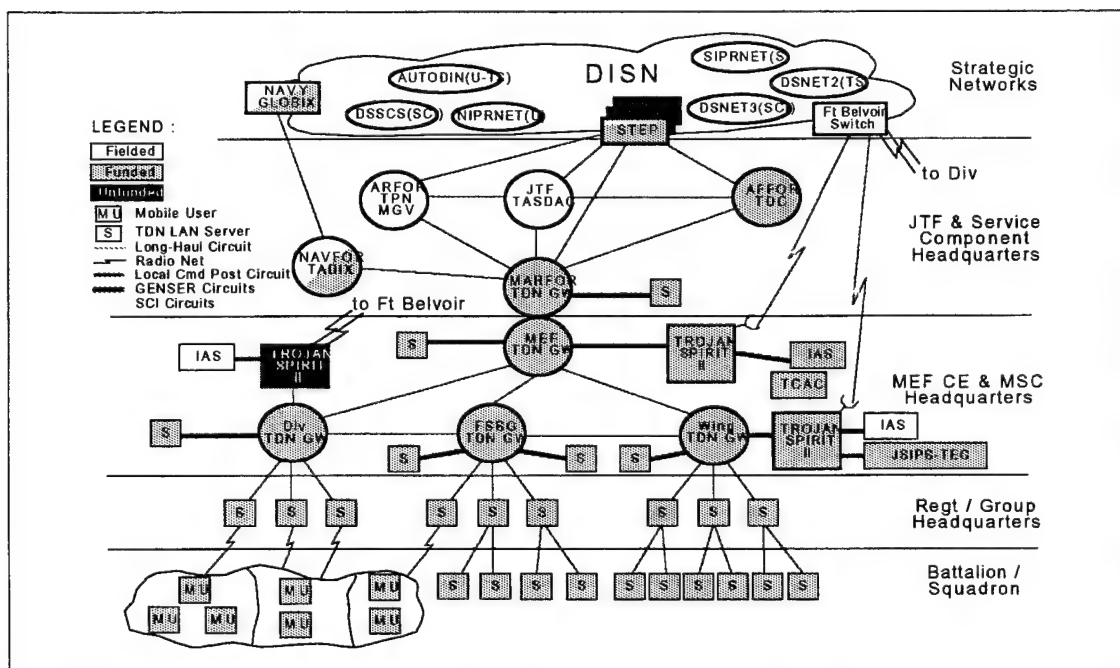 DISN
SIPRNET(S
AUTODIN(U-TS)
DSNET2(TS
NAVY
GLOBIX
DSSCS(SC )
NIPRNET(U
DSNET3(SC )
STEP
Ft Belvoir
Switch
Strategic
Networks
LEGEND :
Fielded
Funded
Unfunded
MU Mobile User
S TDN LAN Server
Long-Haul Circuit
Radio Net
Local Cmd Post Circuit
GENSER Circuits
SCI Circuits
to Div
ARFOR
TPN
MGV
JTF
TASDAC
AFFOR
TDC
JTF & Service
Component
Headquarters
NAVFOR
TADIX
MARFOR
TDN GW
S
to Ft Belvoir
IAS
TROJAN
SPIRIT
II
S
MEF
TDN GW
TROJAN
SPIRIT
II
IAS
TCAC
MEF CE & MSC
Headquarters
S
Div
TDN GW
FSSG
TDN GW
S
S
S
Wing
TDN GW
TROJAN
SPIRIT
II
IAS
JSIPS-TEG
S S S S S S S S S
Regt / Group
Headquarters
S S S S S S S S S S
Battalion /
Squadron
MU MU MU
MU MU MU MU MU